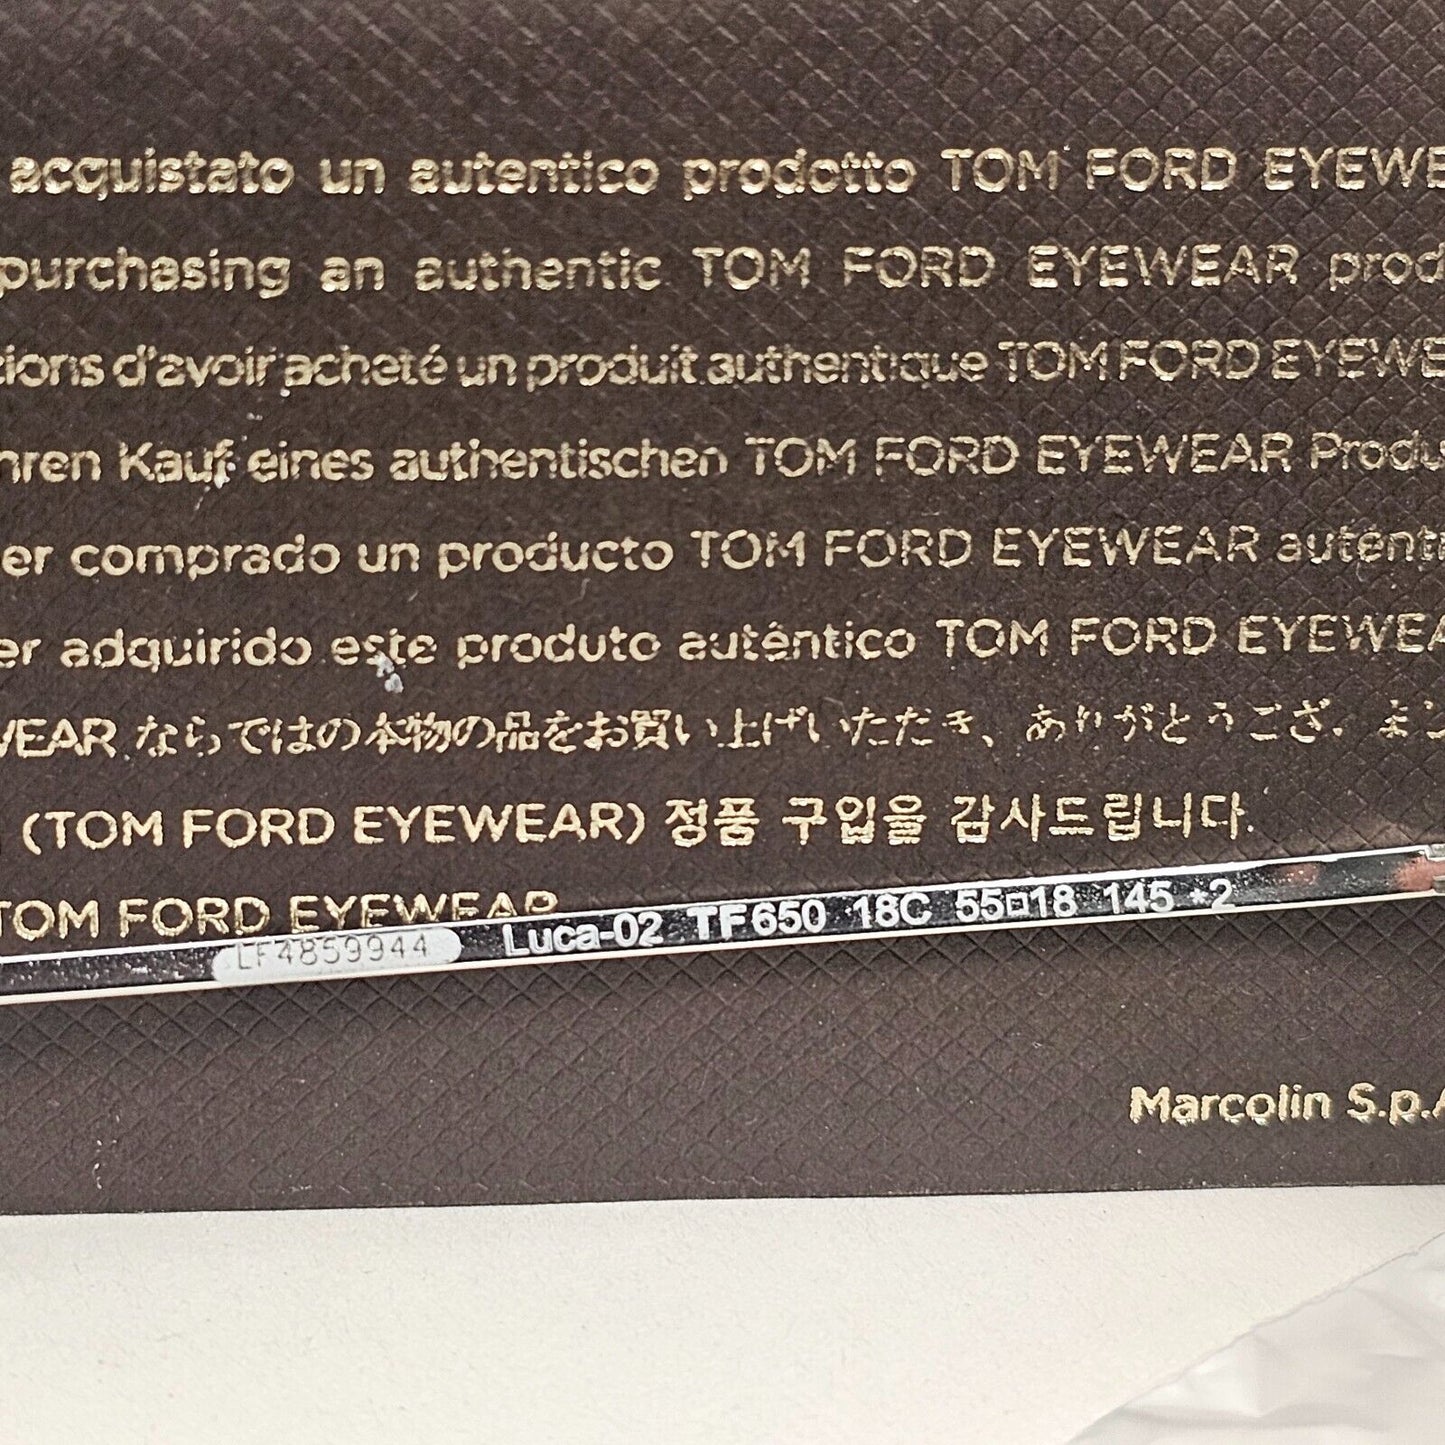 acquistato un autentico prodotto TOM FORD EYEWE
purchasing an authentic TOM FORD EYEWEAR prod
tions d'avoir acheté un produit authentique TOM FORD EYEWE
hren Kauf eines authentischen TOM FORD EYEWEAR Produ
er comprado un producto TOM FORD EYEWEAR autént
er adquirido este produto autêntico TOM FORD EYEWEA
WEAR ならではの本物の品をお買い上げいただき、ありがとうござ
(TOM FORD EYEWEAR) 정품 구입을 감사드립니다.
TOM FORD EYEWEAR
LF4859944 Luca-02 TF650 18C 55□18 145 *2
Marcolin S.p.A